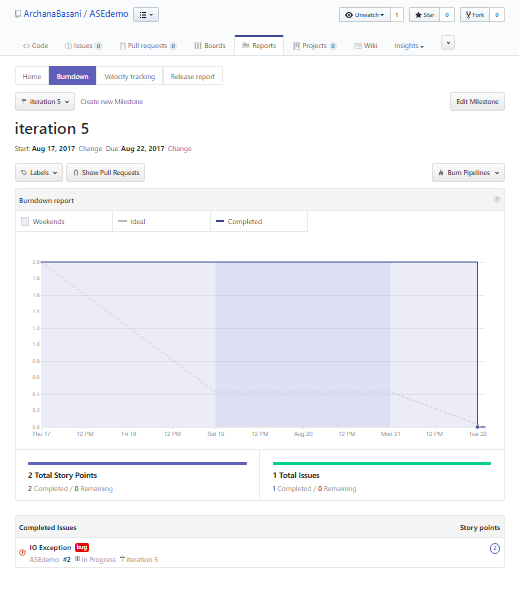 ArchanaBasani / ASEdemo
Unwatch 1 Star 0 Fork 0
Code Issues 0 Pull requests 0 Boards Reports Projects 0 Wiki Insights
Home Burndown Velocity tracking Release report
iteration 5 Create new Milestone Edit Milestone
iteration 5
Start: Aug 17, 2017 Change Due: Aug 22, 2017 Change
Labels Show Pull Requests Burn Pipelines
Burndown report
Weekends Ideal Completed
2.0
1.8
1.6
1.4
1.2
1.0
0.8
0.6
0.4
0.2
0.0
Thu 17 12 PM Fri 18 12 PM Sat 19 12 PM Aug 20 12 PM Mon 21 12 PM Tue 22
2 Total Story Points 1 Total Issues
2 Completed / 0 Remaining 1 Completed / 0 Remaining
Completed Issues Story points
IO Exception bug 2
ASEdemo #2 In Progress iteration 5